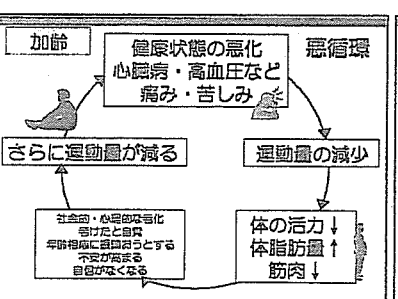 加齢
悪循環
健康状態の悪化
心臓病・高血圧など
痛み・苦しみ
運動量の減少
体の活力↓
体脂肪量↑
筋肉↓
社会的・心理的な悪化
老けたと自覚
年齢相応に振舞おうとする
不安が高まる
自信がなくなる
さらに運動量が減る